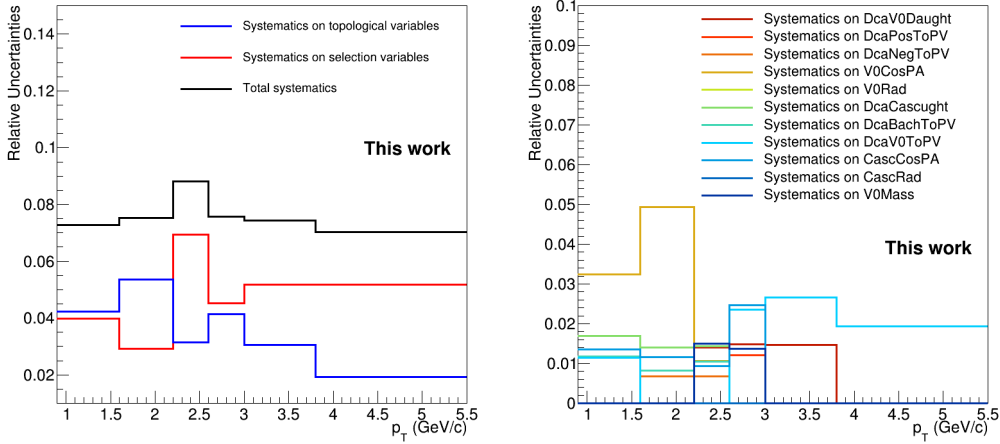 Relative Uncertainties
0.14
0.12
0.1
0.08
0.06
0.04
0.02
Systematics on topological variables
Systematics on selection variables
Total systematics
This work
1 1.5 2 2.5 3 3.5 4 4.5 5 5.5
p_T (GeV/c)
Relative Uncertainties
0.1
0.09
0.08
0.07
0.06
0.05
0.04
0.03
0.02
0.01
0
Systematics on DcaV0Daught
Systematics on DcaPosToPV
Systematics on DcaNegToPV
Systematics on V0CosPA
Systematics on V0Rad
Systematics on DcaCascught
Systematics on DcaBachToPV
Systematics on DcaV0ToPV
Systematics on CascCosPA
Systematics on CascRad
Systematics on V0Mass
This work
1 1.5 2 2.5 3 3.5 4 4.5 5 5.5
p_T (GeV/c)